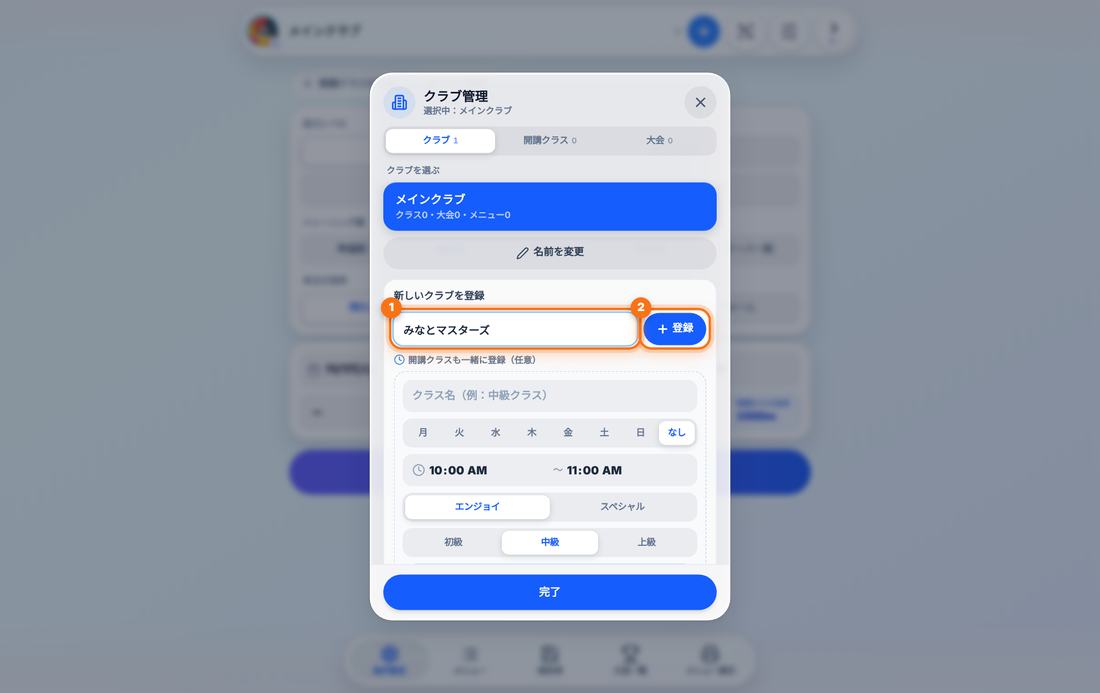 メインクラブ
クラブ管理
選択中：メインクラブ
クラブ 1
開講クラス 0
大会 0
クラブを選ぶ
メインクラブ
クラス0・大会0・メニュー0
名前を変更
新しいクラブを登録
1
2
みなとマスターズ
＋ 登録
開講クラスも一緒に登録（任意）
クラス名（例：中級クラス）
月 火 水 木 金 土 日 なし
10:00 AM 〜 11:00 AM
エンジョイ スペシャル
初級 中級 上級
完了